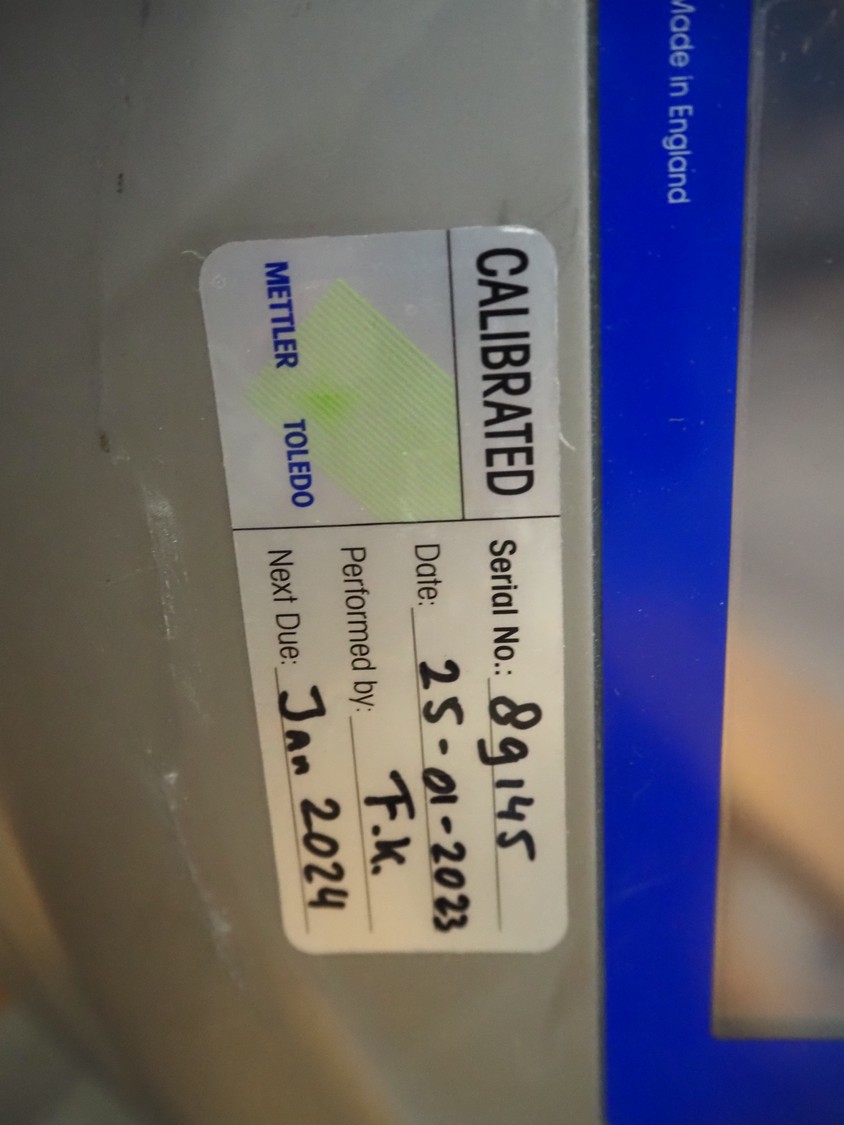 Made in England
CALIBRATED
METTLER TOLEDO
Serial No.: 89145
Date: 25-01-2023
Performed by: F.K.
Next Due: Jan 2024